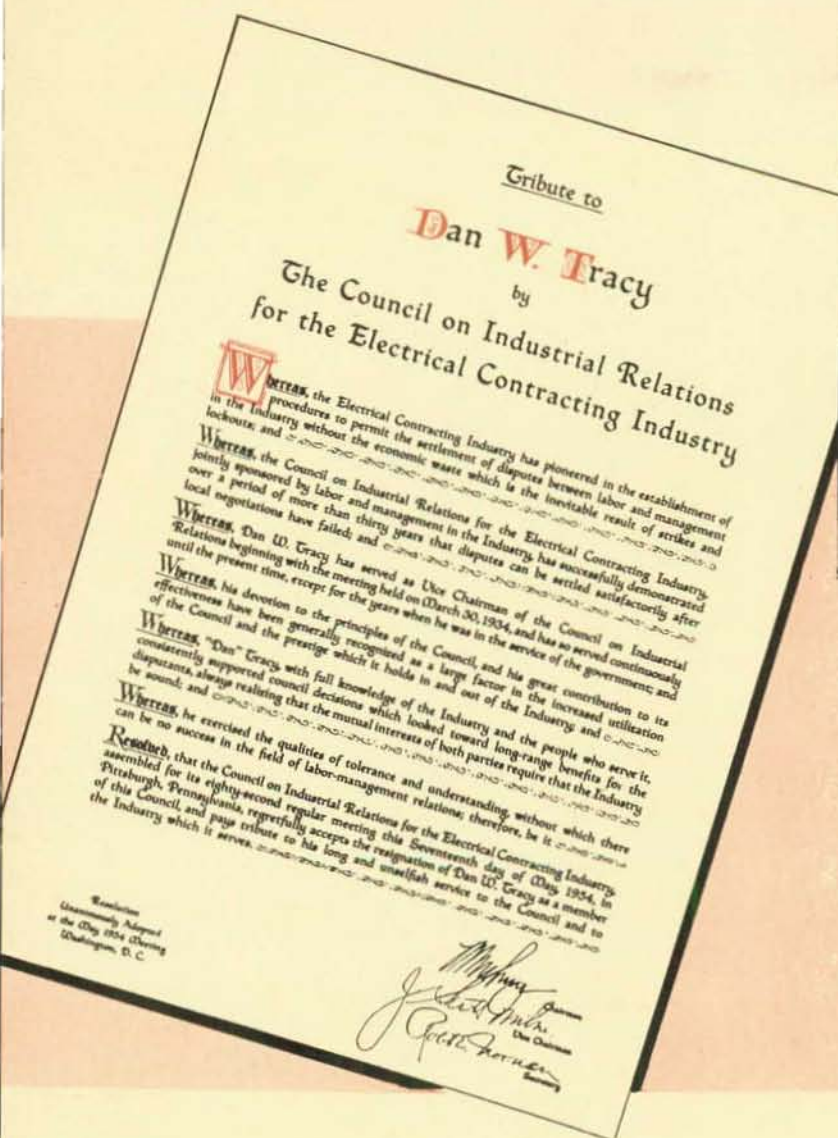 Tribute to
Dan W. Tracy
by
The Council on Industrial Relations
for the Electrical Contracting Industry
Whereas, the Electrical Contracting Industry has pioneered in the establishment of
procedures to permit the settlement of disputes between labor and management
in the Industry without the economic waste which is the inevitable result of strikes and
lockouts; and
Whereas, the Council on Industrial Relations for the Electrical Contracting Industry,
jointly sponsored by labor and management in the Industry, has successfully demonstrated
over a period of more than thirty years that disputes can be settled satisfactorily after
local negotiations have failed; and
Whereas, Dan W. Tracy has served as Vice Chairman of the Council on Industrial
Relations beginning with the meeting held on March 30, 1934, and has so served continuously
until the present time, except for the years when he was in the service of the government; and
Whereas, his devotion to the principles of the Council, and his great contribution to its
effectiveness have been generally recognized as a large factor in the increased utilization
of the Council and the prestige which it holds in and out of the Industry; and
Whereas, "Dan" Tracy, with full knowledge of the Industry and the people who serve it,
consistently supported council decisions which looked toward long-range benefits for the
disputants, always realizing that the mutual interests of both parties require that the Industry
be sound; and
Whereas, he exercised the qualities of tolerance and understanding, without which there
can be no success in the field of labor-management relations; therefore, be it
Resolved, that the Council on Industrial Relations for the Electrical Contracting Industry,
assembled for its eighty-second regular meeting this Seventeenth day of May, 1954, in
Pittsburgh, Pennsylvania, regretfully accepts the resignation of Dan W. Tracy as a member
of this Council, and pays tribute to his long and unselfish service to the Council and to
the Industry which it serves.
Resolution
Unanimously Adopted
at the May 1954 Meeting
Washington, D. C.
Chairman
Vice Chairman
Secretary